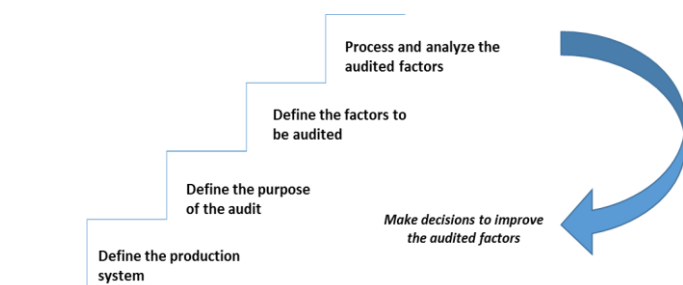 Process and analyze the
audited factors
Define the factors to
be audited
Define the purpose
of the audit
Make decisions to improve
the audited factors
Define the production
system